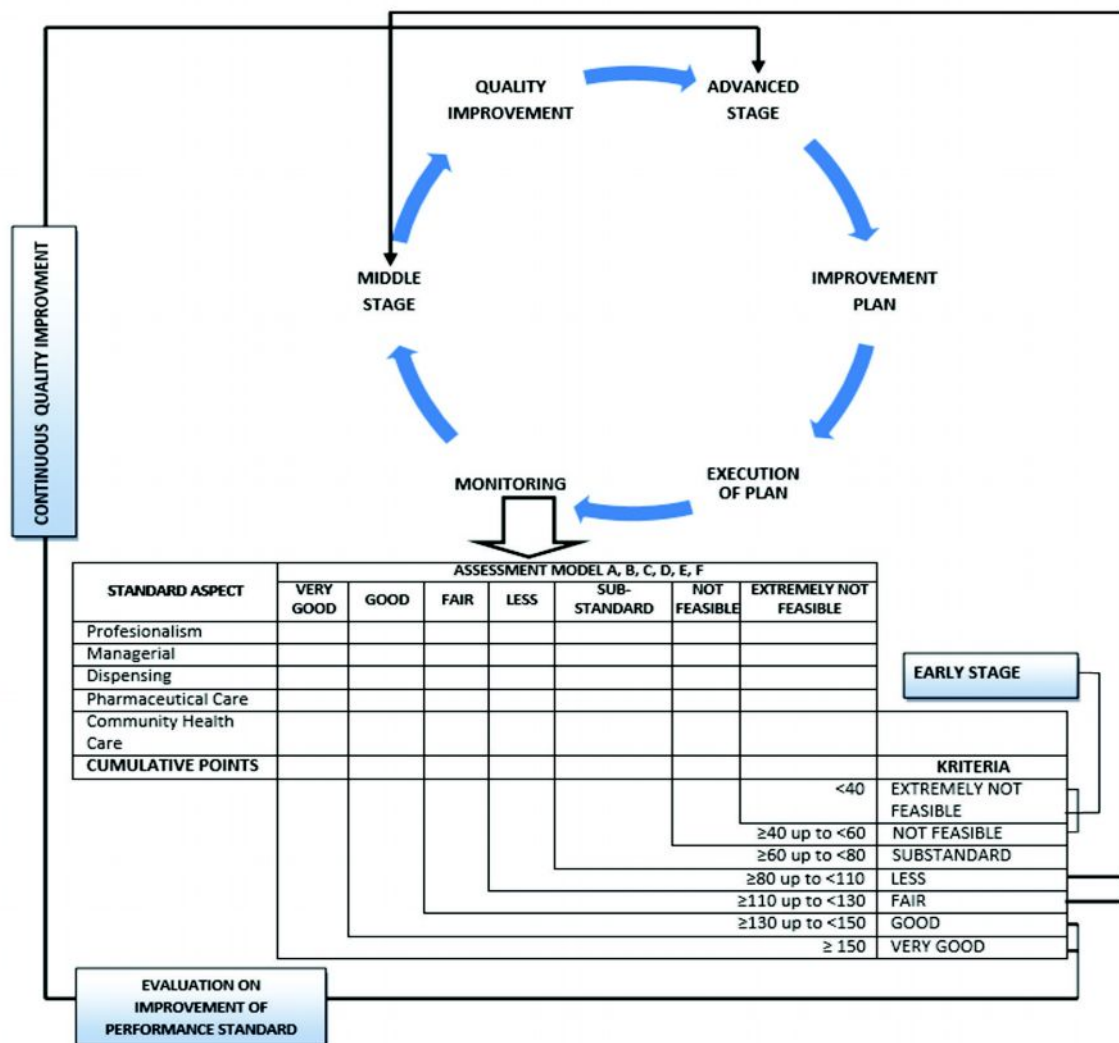 QUALITY
IMPROVEMENT
ADVANCED
STAGE
CONTINUOUS QUALITY IMPROVMENT
MIDDLE
STAGE
IMPROVEMENT
PLAN
MONITORING
EXECUTION
OF PLAN
STANDARD ASPECT
ASSESSMENT MODEL A, B, C, D, E, F
VERY
GOOD
GOOD
FAIR
LESS
SUB-
STANDARD
NOT
FEASIBLE
EXTREMELY NOT
FEASIBLE
Profesionalism
Managerial
Dispensing
Pharmaceutical Care
Community Health
Care
EARLY STAGE
CUMULATIVE POINTS
KRITERIA
<40 EXTREMELY NOT
FEASIBLE
≥40 up to <60 NOT FEASIBLE
≥60 up to <80 SUBSTANDARD
≥80 up to <110 LESS
≥110 up to <130 FAIR
≥130 up to <150 GOOD
≥ 150 VERY GOOD
EVALUATION ON
IMPROVEMENT OF
PERFORMANCE STANDARD